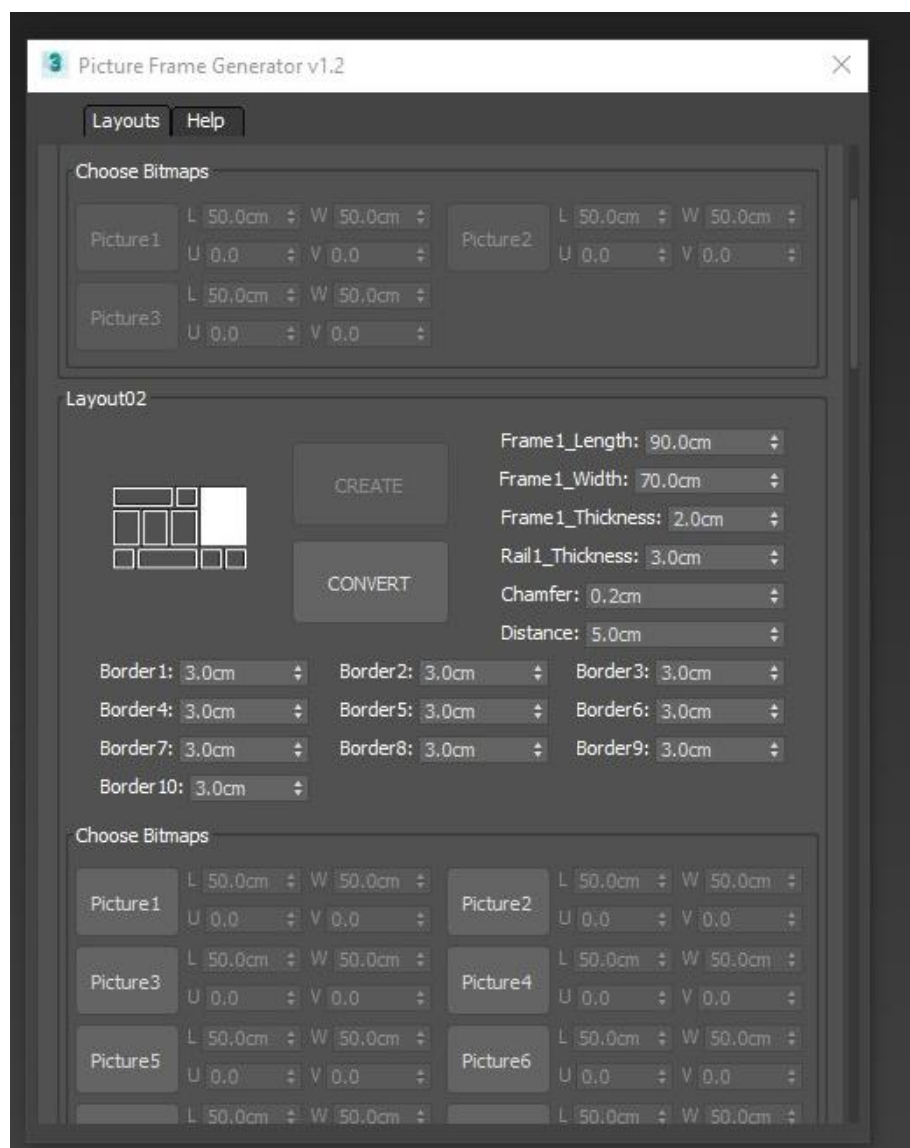 3 Picture Frame Generator v1.2
Layouts Help
Choose Bitmaps
Picture1 L 50.0cm W 50.0cm U 0.0 V 0.0 Picture2 L 50.0cm W 50.0cm U 0.0 V 0.0
Picture3 L 50.0cm W 50.0cm U 0.0 V 0.0
Layout02
CREATE
CONVERT
Frame1_Length: 90.0cm
Frame1_Width: 70.0cm
Frame1_Thickness: 2.0cm
Rail1_Thickness: 3.0cm
Chamfer: 0.2cm
Distance: 5.0cm
Border1: 3.0cm Border2: 3.0cm Border3: 3.0cm
Border4: 3.0cm Border5: 3.0cm Border6: 3.0cm
Border7: 3.0cm Border8: 3.0cm Border9: 3.0cm
Border10: 3.0cm
Choose Bitmaps
Picture1 L 50.0cm W 50.0cm U 0.0 V 0.0 Picture2 L 50.0cm W 50.0cm U 0.0 V 0.0
Picture3 L 50.0cm W 50.0cm U 0.0 V 0.0 Picture4 L 50.0cm W 50.0cm U 0.0 V 0.0
Picture5 L 50.0cm W 50.0cm U 0.0 V 0.0 Picture6 L 50.0cm W 50.0cm U 0.0 V 0.0
L 50.0cm W 50.0cm L 50.0cm W 50.0cm